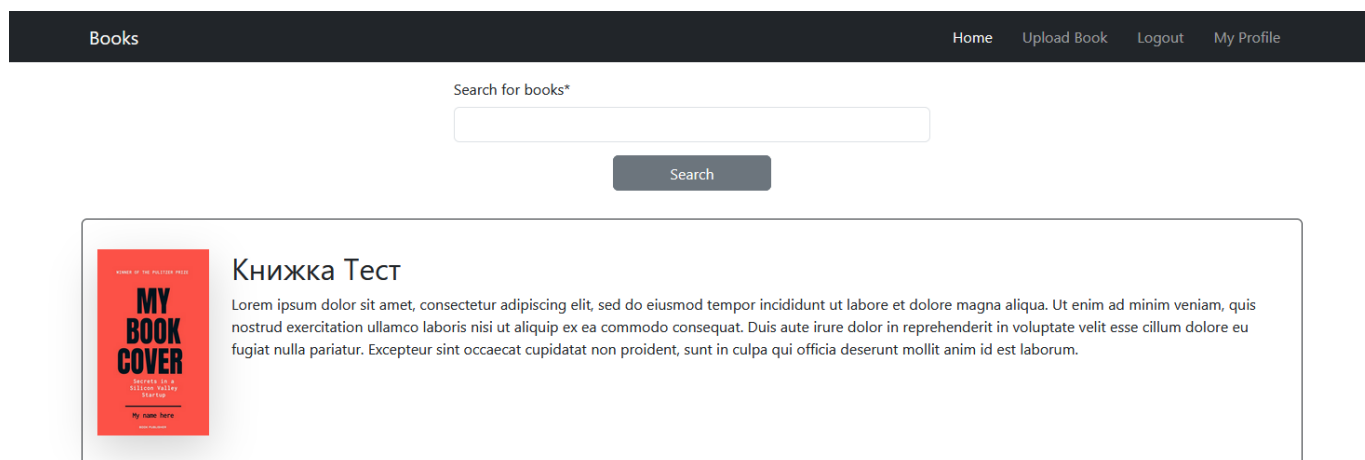 Books
Home Upload Book Logout My Profile
Search for books*
Search
WINNER OF THE PULITZER PRIZE
MY
BOOK
COVER
Secrets in a
Silicon Valley
Startup
My name here
Книжка Тест
Lorem ipsum dolor sit amet, consectetur adipiscing elit, sed do eiusmod tempor incididunt ut labore et dolore magna aliqua. Ut enim ad minim veniam, quis
nostrud exercitation ullamco laboris nisi ut aliquip ex ea commodo consequat. Duis aute irure dolor in reprehenderit in voluptate velit esse cillum dolore eu
fugiat nulla pariatur. Excepteur sint occaecat cupidatat non proident, sunt in culpa qui officia deserunt mollit anim id est laborum.